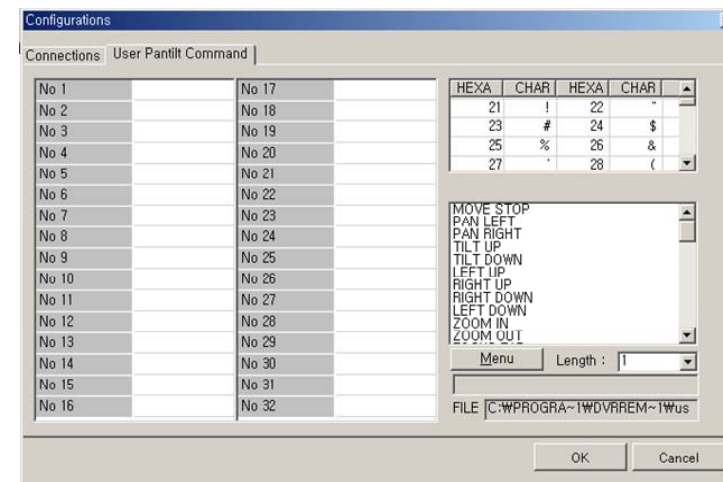 Configurations
Connections User Pantilt Command
No 1 No 17
No 2 No 18
No 3 No 19
No 4 No 20
No 5 No 21
No 6 No 22
No 7 No 23
No 8 No 24
No 9 No 25
No 10 No 26
No 11 No 27
No 12 No 28
No 13 No 29
No 14 No 30
No 15 No 31
No 16 No 32
HEXA CHAR HEXA CHAR
21 ! 22 "
23 # 24 $
25 % 26 &
27 ' 28 (
MOVE STOP
PAN LEFT
PAN RIGHT
TILT UP
TILT DOWN
LEFT UP
RIGHT UP
RIGHT DOWN
LEFT DOWN
ZOOM IN
ZOOM OUT
Menu Length : 1
FILE C:₩PROGRA~1₩DVRREM~1₩us
OK Cancel